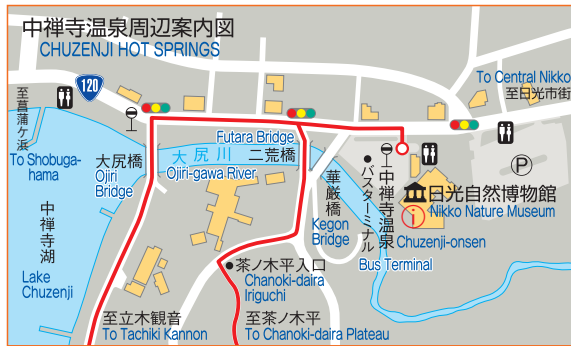 中禅寺温泉周辺案内図
CHUZENJI HOT SPRINGS
120
至菖蒲ケ浜
To Shobuga-
hama
To Central Nikko
至日光市街
大尻橋
Ojiri
Bridge
大尻川
Ojiri-gawa River
Futara Bridge
二荒橋
華厳橋
Kegon
Bridge
中禅寺温泉
バスターミナル
Chuzenji-onsen
Bus Terminal
P
日光自然博物館
Nikko Nature Museum
i
中禅寺湖
Lake
Chuzenji
茶ノ木平入口
Chanoki-daira
Iriguchi
至立木観音
To Tachiki Kannon
至茶ノ木平
To Chanoki-daira Plateau